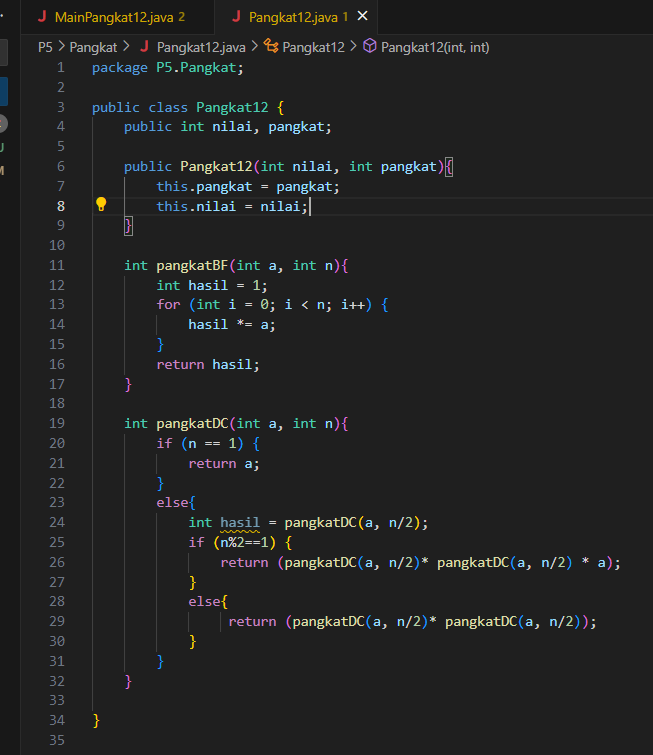 MainPangkat12.java 2 Pangkat12.java 1
P5 > Pangkat > Pangkat12.java > Pangkat12 > Pangkat12(int, int)
1 package P5.Pangkat;
2
3 public class Pangkat12 {
4 public int nilai, pangkat;
5
6 public Pangkat12(int nilai, int pangkat){
7 this.pangkat = pangkat;
8 this.nilai = nilai;
9 }
10
11 int pangkatBF(int a, int n){
12 int hasil = 1;
13 for (int i = 0; i < n; i++) {
14 hasil *= a;
15 }
16 return hasil;
17 }
18
19 int pangkatDC(int a, int n){
20 if (n == 1) {
21 return a;
22 }
23 else{
24 int hasil = pangkatDC(a, n/2);
25 if (n%2==1) {
26 return (pangkatDC(a, n/2)* pangkatDC(a, n/2) * a);
27 }
28 else{
29 return (pangkatDC(a, n/2)* pangkatDC(a, n/2));
30 }
31 }
32 }
33
34 }
35